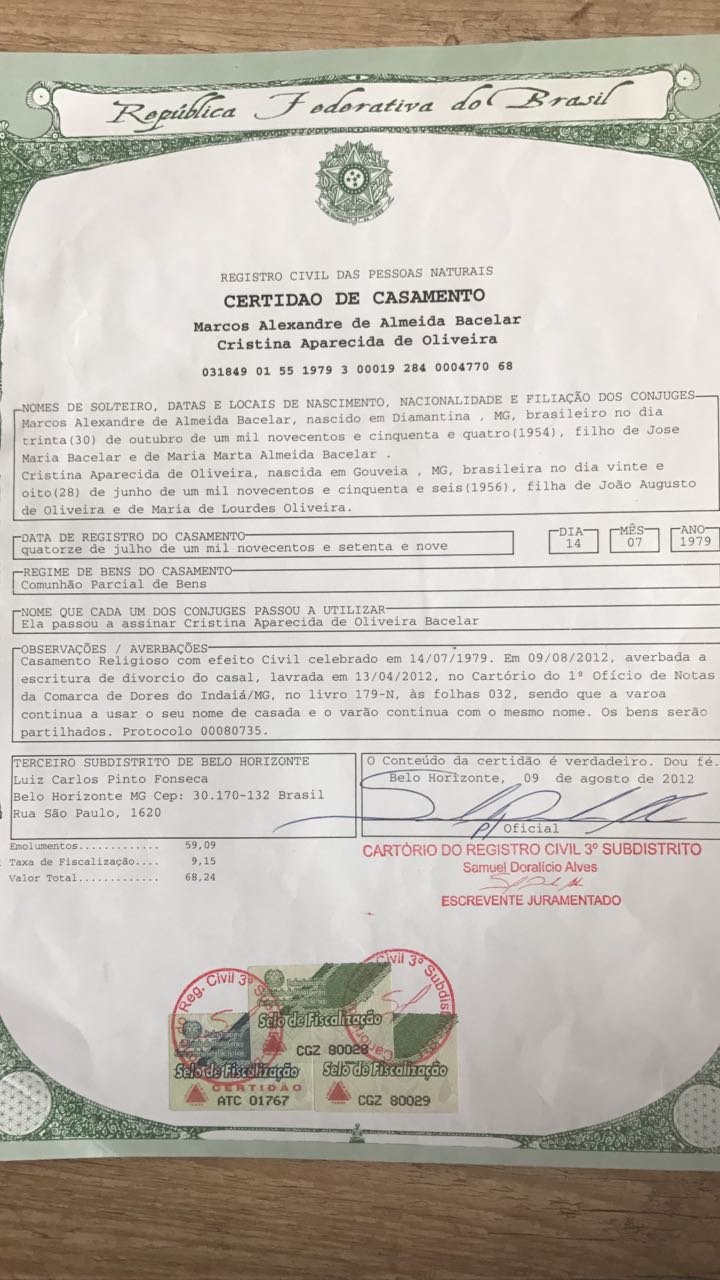 República Federativa do Brasil
REGISTRO CIVIL DAS PESSOAS NATURAIS
CERTIDAO DE CASAMENTO
Marcos Alexandre de Almeida Bacelar
Cristina Aparecida de Oliveira
031849 01 55 1979 3 00019 284 0004770 68
NOMES DE SOLTEIRO, DATAS E LOCAIS DE NASCIMENTO, NACIONALIDADE E FILIAÇÃO DOS CONJUGES
Marcos Alexandre de Almeida Bacelar, nascido em Diamantina , MG, brasileiro no dia
trinta(30) de outubro de um mil novecentos e cinquenta e quatro(1954), filho de Jose
Maria Bacelar e de Maria Marta Almeida Bacelar .
Cristina Aparecida de Oliveira, nascida em Gouveia , MG, brasileira no dia vinte e
oito(28) de junho de um mil novecentos e cinquenta e seis(1956), filha de João Augusto
de Oliveira e de Maria de Lourdes Oliveira.
DATA DE REGISTRO DO CASAMENTO
quatorze de julho de um mil novecentos e setenta e nove
DIA
14
MÊS
07
ANO
1979
REGIME DE BENS DO CASAMENTO
Comunhão Parcial de Bens
NOME QUE CADA UM DOS CONJUGES PASSOU A UTILIZAR
Ela passou a assinar Cristina Aparecida de Oliveira Bacelar
OBSERVAÇÕES / AVERBAÇÕES
Casamento Religioso com efeito Civil celebrado em 14/07/1979. Em 09/08/2012, averbada a
escritura de divorcio do casal, lavrada em 13/04/2012, no Cartório do 1º Ofício de Notas
da Comarca de Dores do Indaiá/MG, no livro 179-N, às folhas 032, sendo que a varoa
continua a usar o seu nome de casada e o varão continua com o mesmo nome. Os bens serão
partilhados. Protocolo 00080735.
TERCEIRO SUBDISTRITO DE BELO HORIZONTE
Luiz Carlos Pinto Fonseca
Belo Horizonte MG Cep: 30.170-132 Brasil
Rua São Paulo, 1620
O Conteúdo da certidão é verdadeiro. Dou fé.
Belo Horizonte, 09 de agosto de 2012
P/ Oficial
Emolumentos............ 59,09
Taxa de Fiscalização.... 9,15
Valor Total............. 68,24
CARTÓRIO DO REGISTRO CIVIL 3º SUBDISTRITO
Samuel Doralício Alves
ESCREVENTE JURAMENTADO
Reg. Civil 3º
Civil 3º Subdist
Selo de Fiscalização
CGZ 80028
Selo de Fiscalização
CERTIDÃO
ATC 01767
Selo de Fiscalização
CGZ 80029